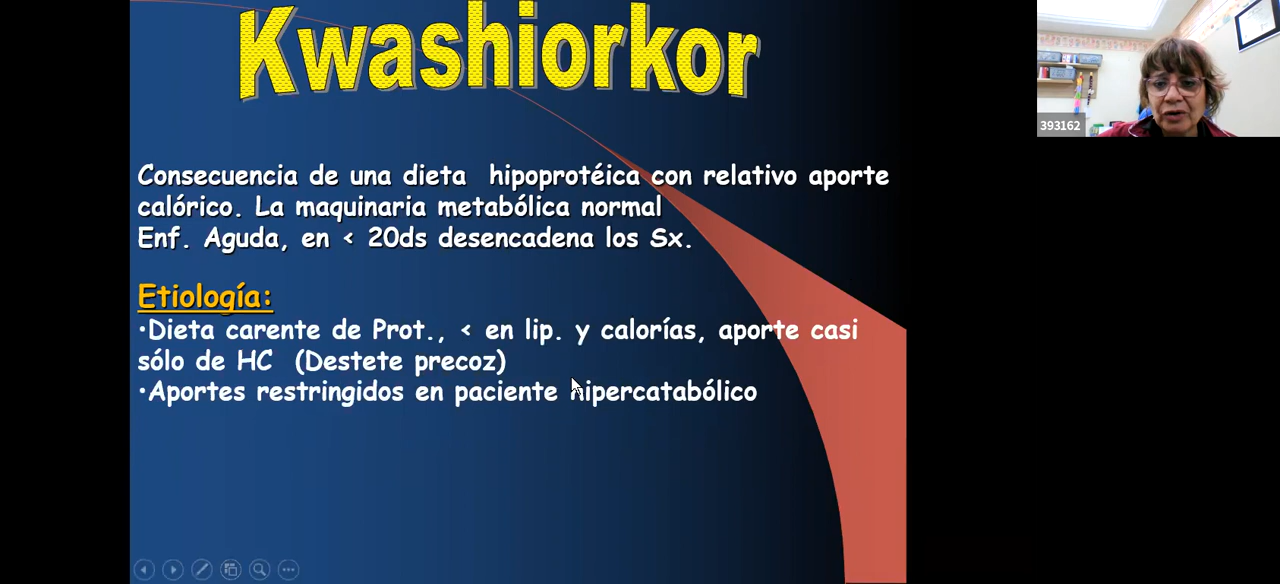 Kwashiorkor
393162
Consecuencia de una dieta hipoprotéica con relativo aporte
calórico. La maquinaria metabólica normal
Enf. Aguda, en < 20ds desencadena los Sx.
Etiología:
•Dieta carente de Prot., < en lip. y calorías, aporte casi
sólo de HC (Destete precoz)
•Aportes restringidos en paciente hipercatabólico